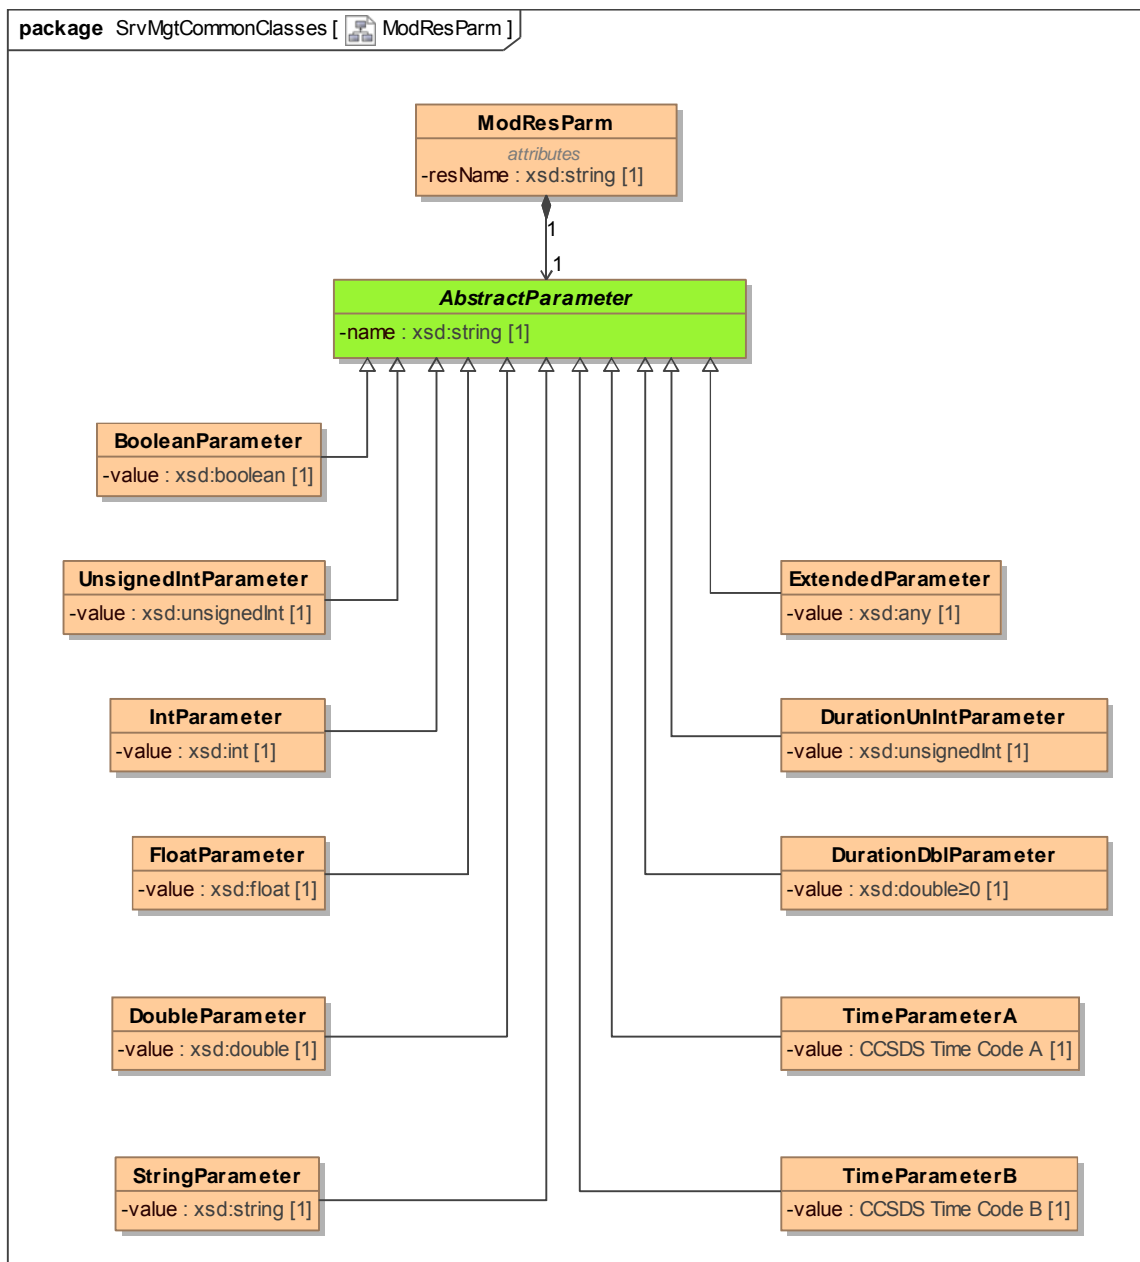 package SrvMgtCommonClasses [ ModResParm ]
ModResParm
attributes
-resName : xsd:string [1]
1
1
AbstractParameter
-name : xsd:string [1]
BooleanParameter
-value : xsd:boolean [1]
UnsignedIntParameter
-value : xsd:unsignedInt [1]
ExtendedParameter
-value : xsd:any [1]
IntParameter
-value : xsd:int [1]
DurationUnIntParameter
-value : xsd:unsignedInt [1]
FloatParameter
-value : xsd:float [1]
DurationDblParameter
-value : xsd:double≥0 [1]
DoubleParameter
-value : xsd:double [1]
TimeParameterA
-value : CCSDS Time Code A [1]
StringParameter
-value : xsd:string [1]
TimeParameterB
-value : CCSDS Time Code B [1]